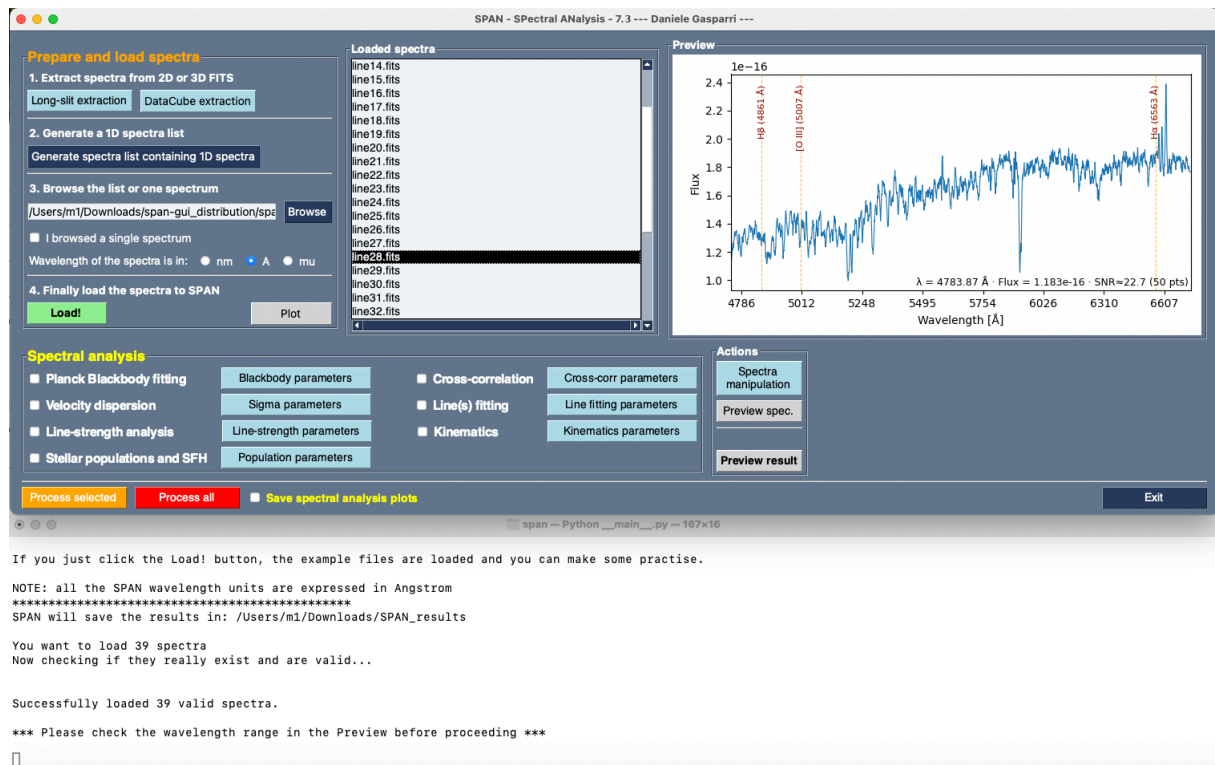 SPAN - SPectral ANalysis - 7.3 --- Daniele Gasparri ---
Prepare and load spectra
1. Extract spectra from 2D or 3D FITS
Long-slit extraction
DataCube extraction
2. Generate a 1D spectra list
Generate spectra list containing 1D spectra
3. Browse the list or one spectrum
/Users/m1/Downloads/span-gui_distribution/spa
Browse
I browsed a single spectrum
Wavelength of the spectra is in: nm A mu
4. Finally load the spectra to SPAN
Load!
Plot
Loaded spectra
line14.fits
line15.fits
line16.fits
line17.fits
line18.fits
line19.fits
line20.fits
line21.fits
line22.fits
line23.fits
line24.fits
line25.fits
line26.fits
line27.fits
line28.fits
line29.fits
line30.fits
line31.fits
line32.fits
Preview
1e−16
2.4
2.2
2.0
1.8
1.6
1.4
1.2
1.0
Flux
Hβ (4861 Å)
[O III] (5007 Å)
Hα (6563 Å)
λ = 4783.87 Å · Flux = 1.183e-16 · SNR≈22.7 (50 pts)
4786 5012 5248 5495 5754 6026 6310 6607
Wavelength [Å]
Spectral analysis
Planck Blackbody fitting
Blackbody parameters
Cross-correlation
Cross-corr parameters
Velocity dispersion
Sigma parameters
Line(s) fitting
Line fitting parameters
Line-strength analysis
Line-strength parameters
Kinematics
Kinematics parameters
Stellar populations and SFH
Population parameters
Actions
Spectra
manipulation
Preview spec.
Preview result
Process selected
Process all
Save spectral analysis plots
Exit
span — Python __main__.py — 167×16
If you just click the Load! button, the example files are loaded and you can make some practise.
NOTE: all the SPAN wavelength units are expressed in Angstrom
***********************************************
SPAN will save the results in: /Users/m1/Downloads/SPAN_results
You want to load 39 spectra
Now checking if they really exist and are valid...
Successfully loaded 39 valid spectra.
*** Please check the wavelength range in the Preview before proceeding ***